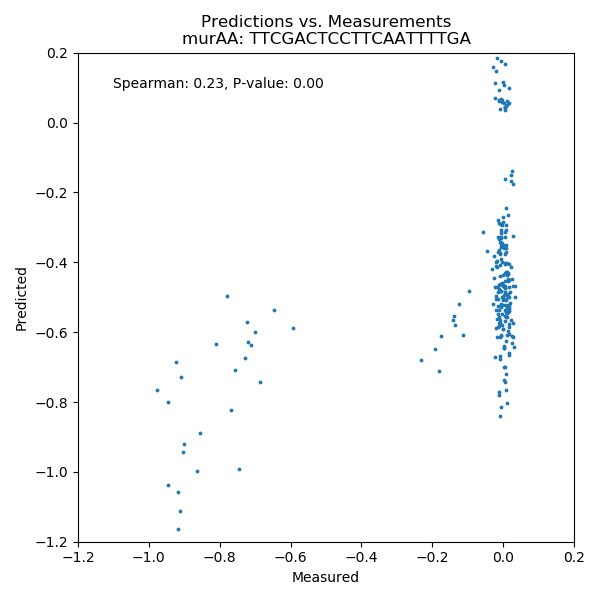 Predictions vs. Measurements
murAA: TTCGACTCCTTCAATTTTGA
Spearman: 0.23, P-value: 0.00
0.2
0.0
−0.2
−0.4
−0.6
−0.8
−1.0
−1.2
Predicted
−1.2 −1.0 −0.8 −0.6 −0.4 −0.2 0.0 0.2
Measured